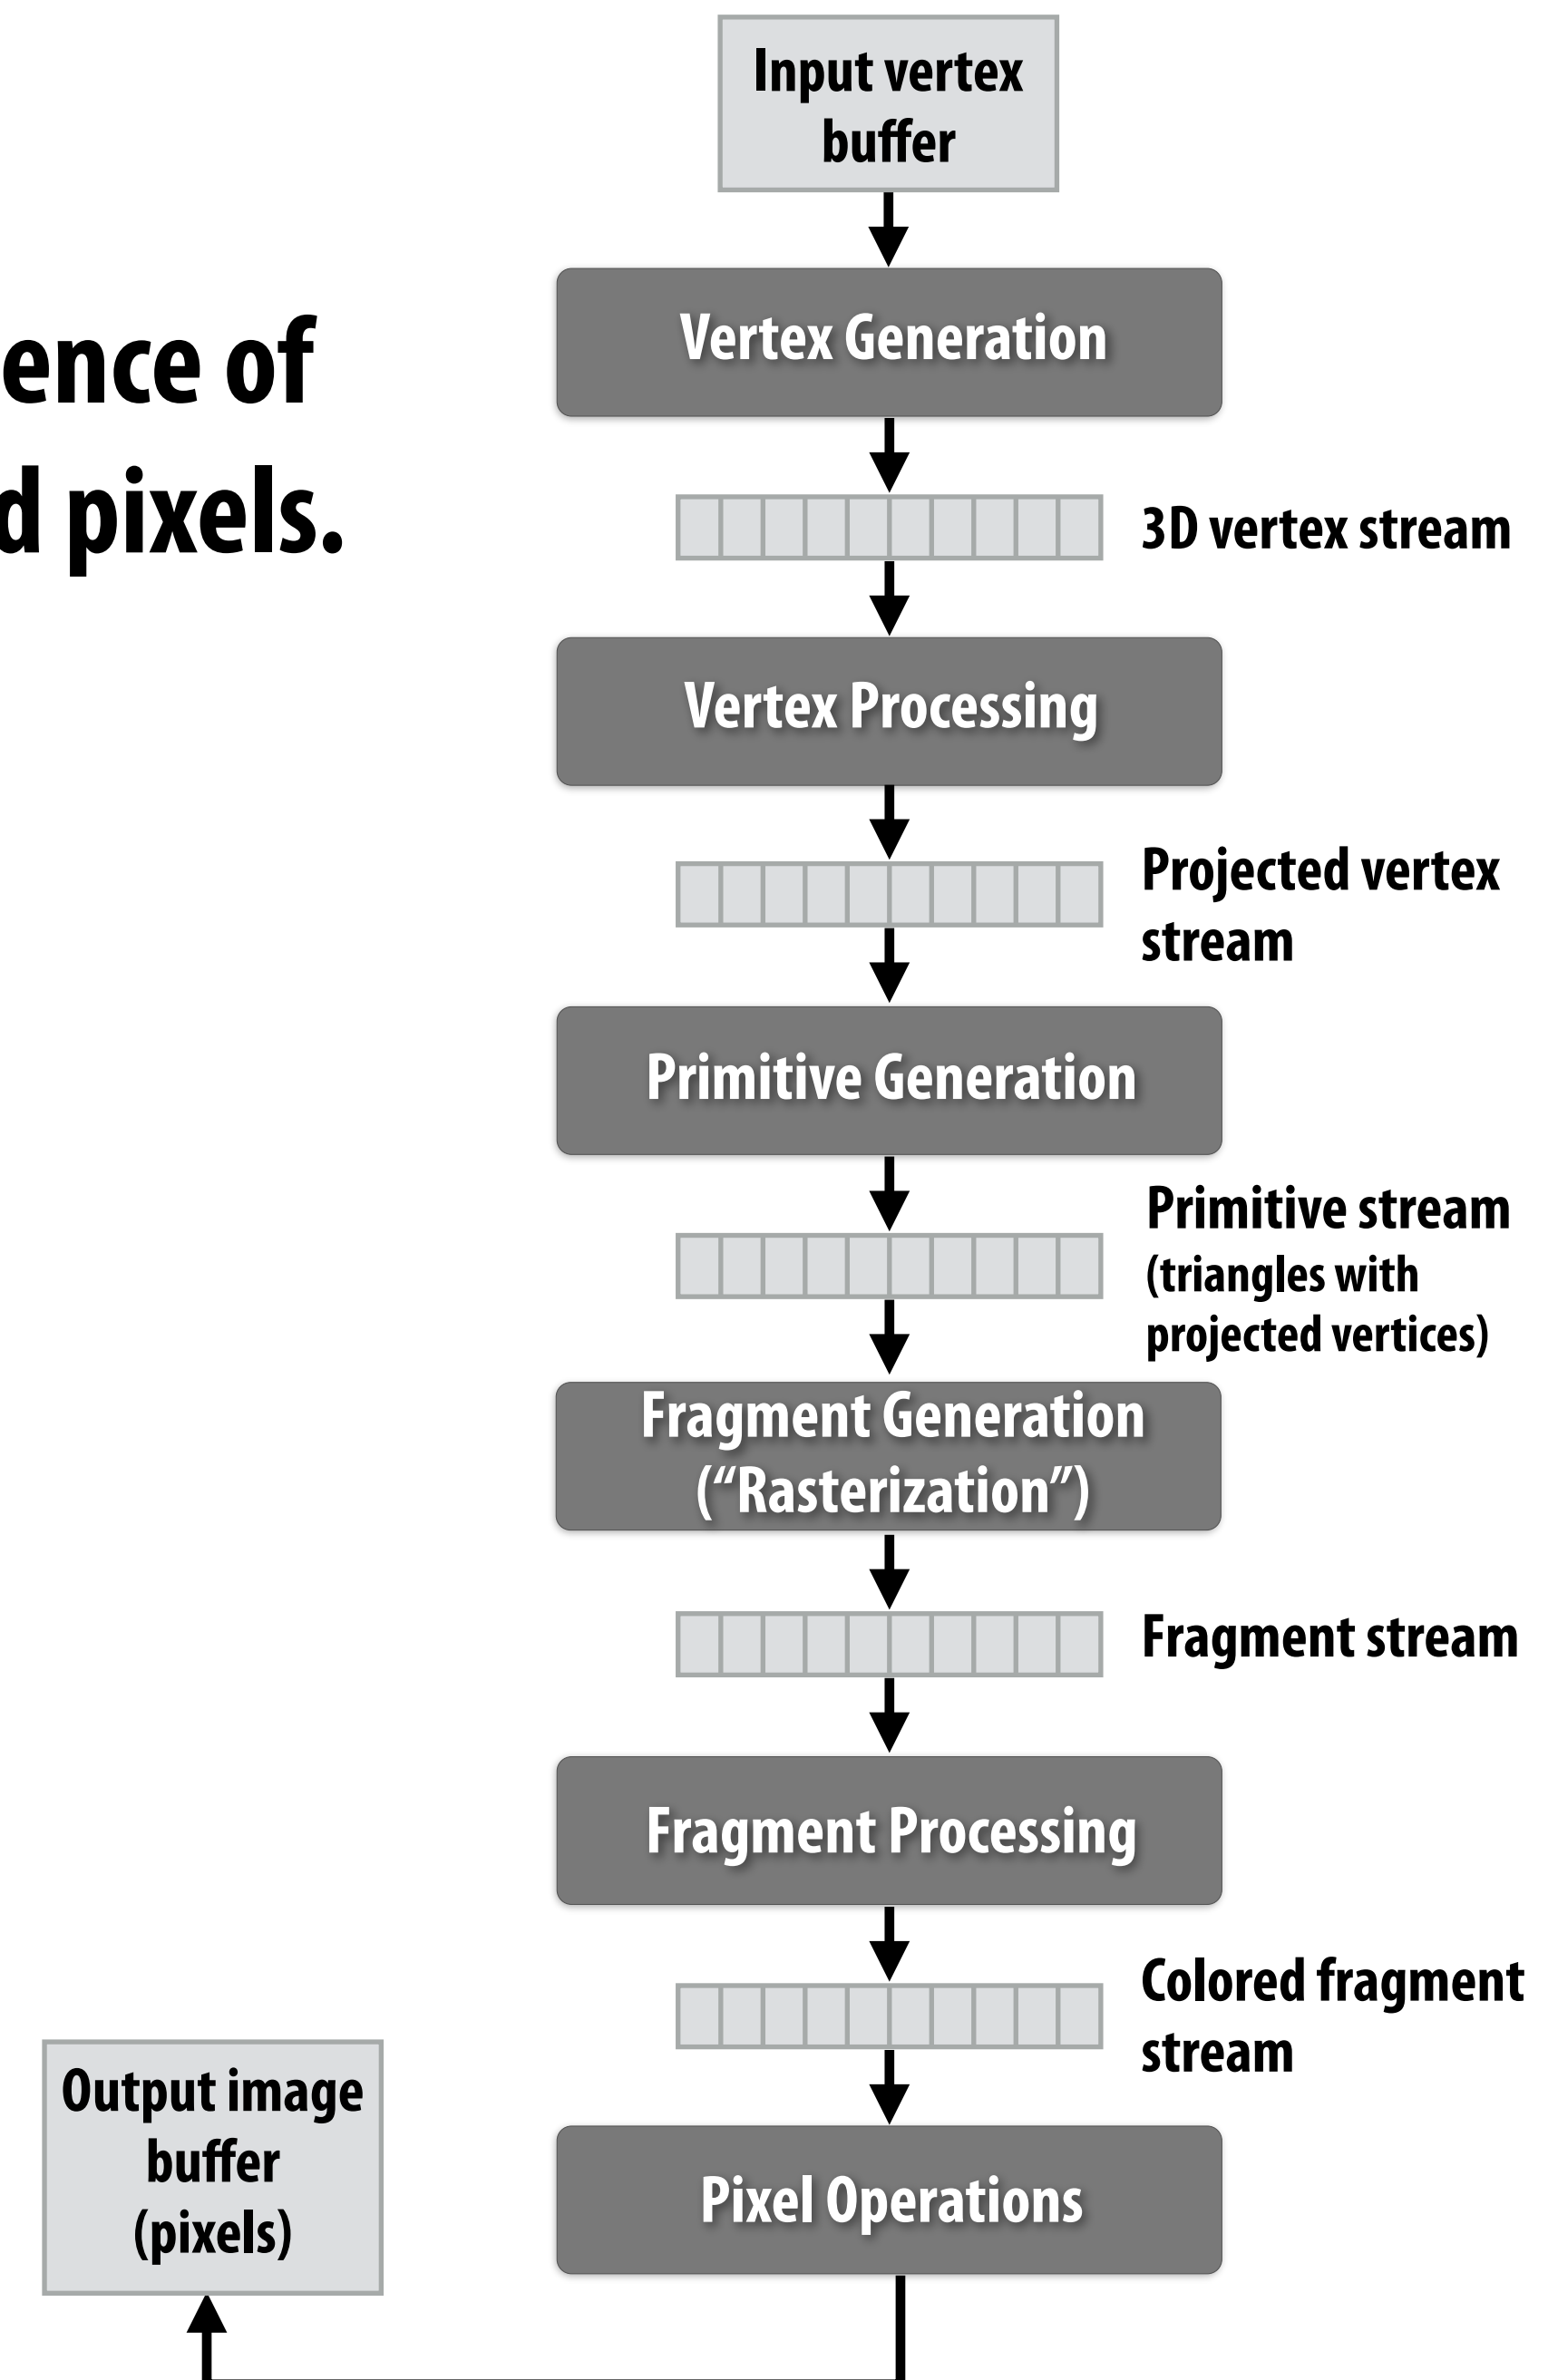 Input vertex
buffer
Vertex Generation
ence of
d pixels.
3D vertex stream
Vertex Processing
Projected vertex
stream
Primitive Generation
Primitive stream
(triangles with
projected vertices)
Fragment Generation
(“Rasterization”)
Fragment stream
Fragment Processing
Colored fragment
stream
Output image
buffer
(pixels)
Pixel Operations